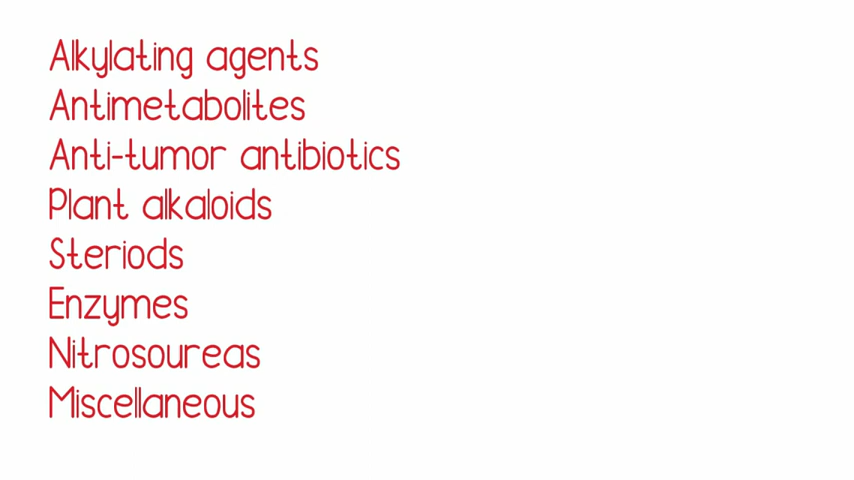 Alkylating agents
Antimetabolites
Anti-tumor antibiotics
Plant alkaloids
Steriods
Enzymes
Nitrosoureas
Miscellaneous